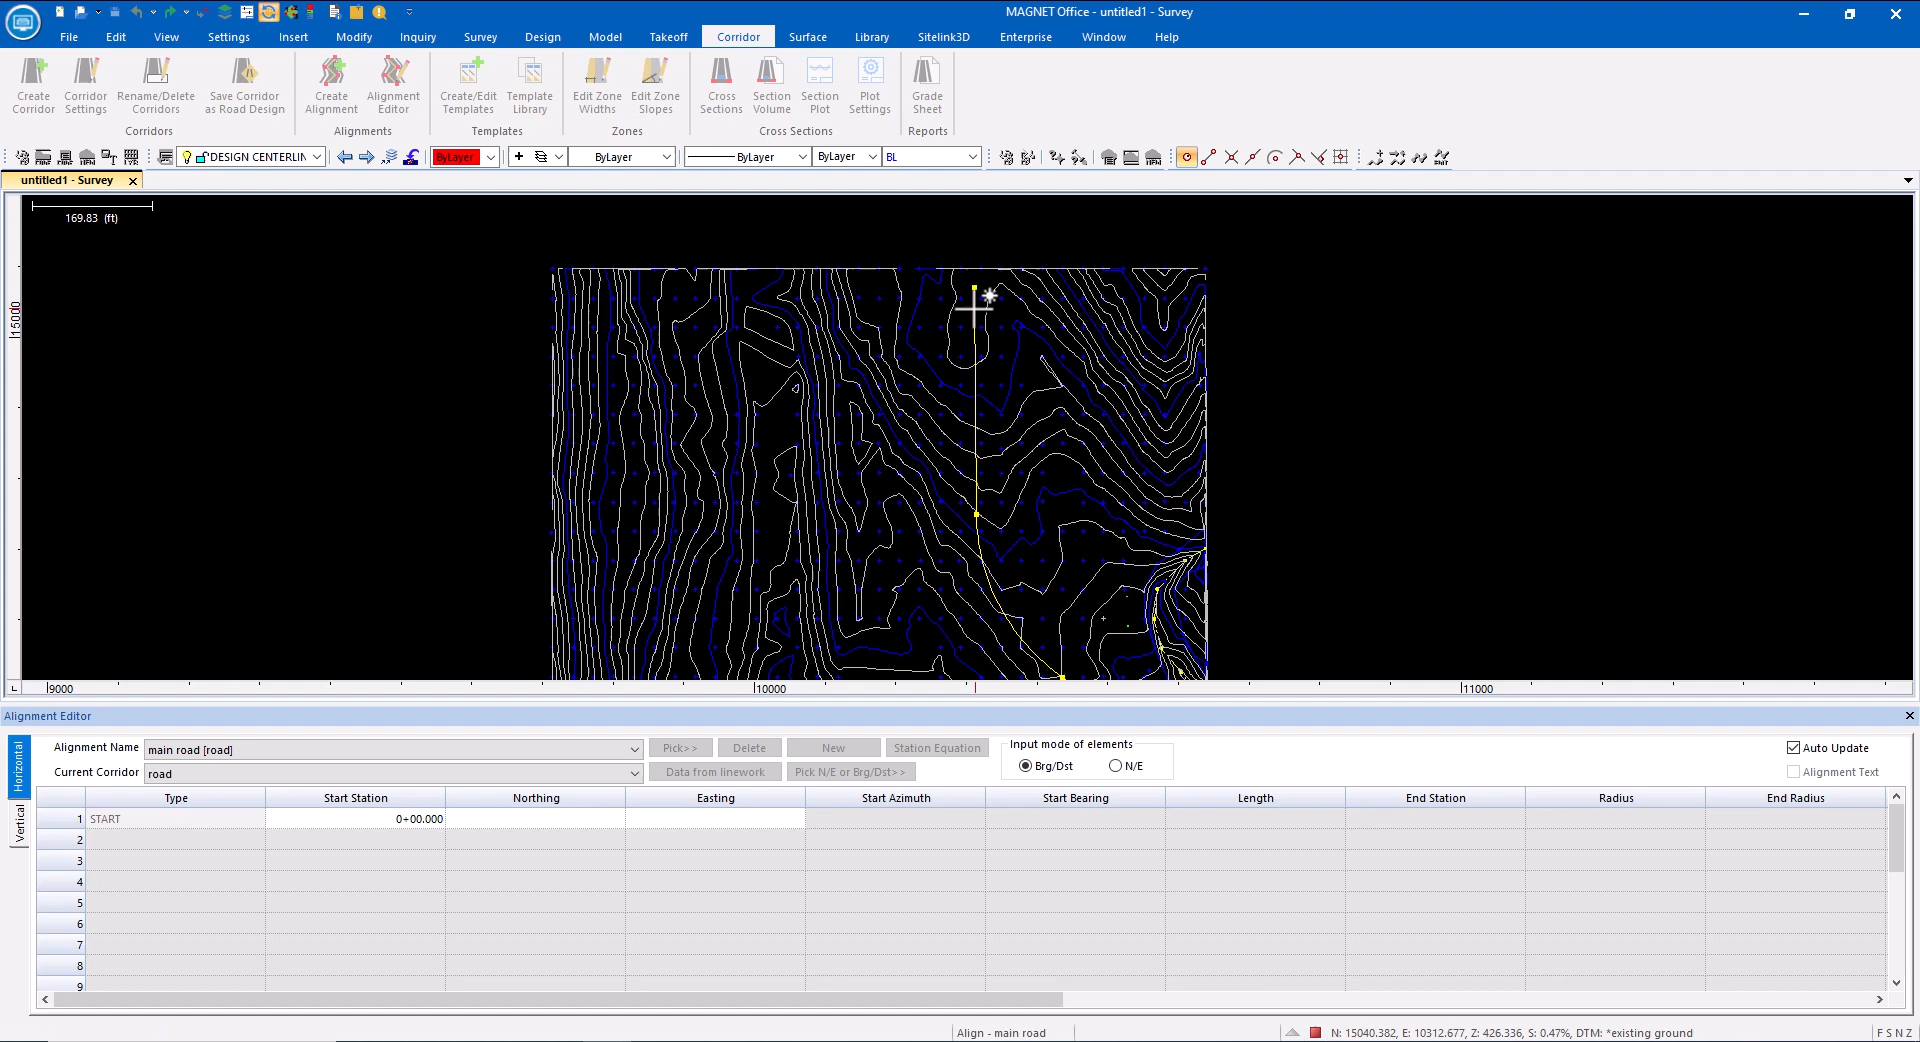 MAGNET Office - untitled1 - Survey
File Edit View Settings Insert Modify Inquiry Survey Design Model Takeoff Corridor Surface Library Sitelink3D Enterprise Window Help
Create Corridor
Corridor Settings
Rename/Delete Corridors
Save Corridor as Road Design
Create Alignment
Alignment Editor
Create/Edit Templates
Template Library
Edit Zone Widths
Edit Zone Slopes
Cross Sections
Section Volume
Section Plot
Plot Settings
Grade Sheet
Corridors Alignments Templates Zones Cross Sections Reports
DESIGN CENTERLIN ByLayer ByLayer ByLayer ByLayer BL
untitled1 - Survey
169.83 (ft)
15000
9000 10000 11000
Alignment Editor
Horizontal
Vertical
Alignment Name main road [road] Pick>> Delete New Station Equation Input mode of elements Auto Update
Current Corridor road Data from linework Pick N/E or Brg/Dst>> Brg/Dst N/E Alignment Text
Type Start Station Northing Easting Start Azimuth Start Bearing Length End Station Radius End Radius
1 START 0+00.000
2
3
4
5
6
7
8
9
Align - main road N: 15040.382, E: 10312.677, Z: 426.336, S: 0.47%, DTM: *existing ground F S N Z